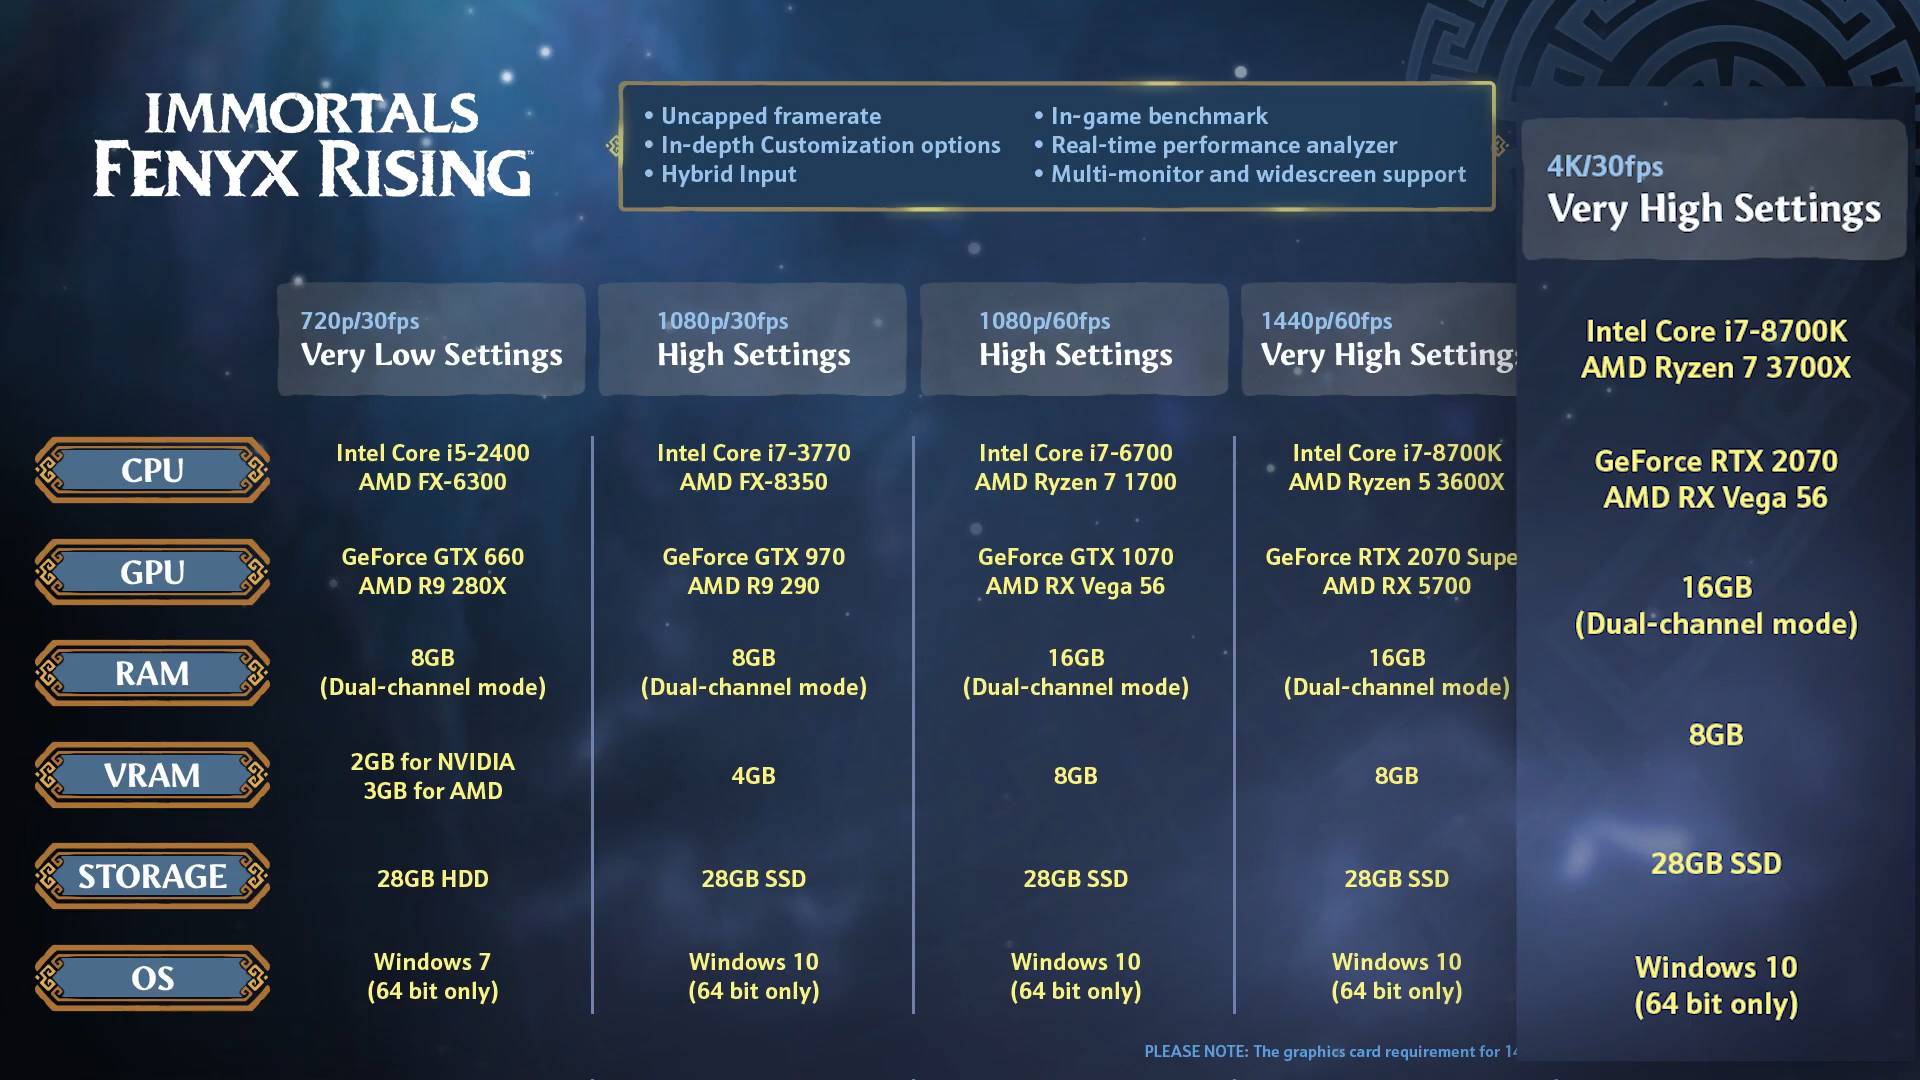 IMMORTALS
FENYX RISING™
• Uncapped framerate
• In-depth Customization options
• Hybrid Input
• In-game benchmark
• Real-time performance analyzer
• Multi-monitor and widescreen support
720p/30fps
Very Low Settings
1080p/30fps
High Settings
1080p/60fps
High Settings
1440p/60fps
Very High Settings
4K/30fps
Very High Settings
CPU
Intel Core i5-2400
AMD FX-6300
Intel Core i7-3770
AMD FX-8350
Intel Core i7-6700
AMD Ryzen 7 1700
Intel Core i7-8700K
AMD Ryzen 5 3600X
Intel Core i7-8700K
AMD Ryzen 7 3700X
GPU
GeForce GTX 660
AMD R9 280X
GeForce GTX 970
AMD R9 290
GeForce GTX 1070
AMD RX Vega 56
GeForce RTX 2070 Supe
AMD RX 5700
GeForce RTX 2070
AMD RX Vega 56
RAM
8GB
(Dual-channel mode)
8GB
(Dual-channel mode)
16GB
(Dual-channel mode)
16GB
(Dual-channel mode)
16GB
(Dual-channel mode)
VRAM
2GB for NVIDIA
3GB for AMD
4GB
8GB
8GB
8GB
STORAGE
28GB HDD
28GB SSD
28GB SSD
28GB SSD
28GB SSD
OS
Windows 7
(64 bit only)
Windows 10
(64 bit only)
Windows 10
(64 bit only)
Windows 10
(64 bit only)
Windows 10
(64 bit only)
PLEASE NOTE: The graphics card requirement for 14